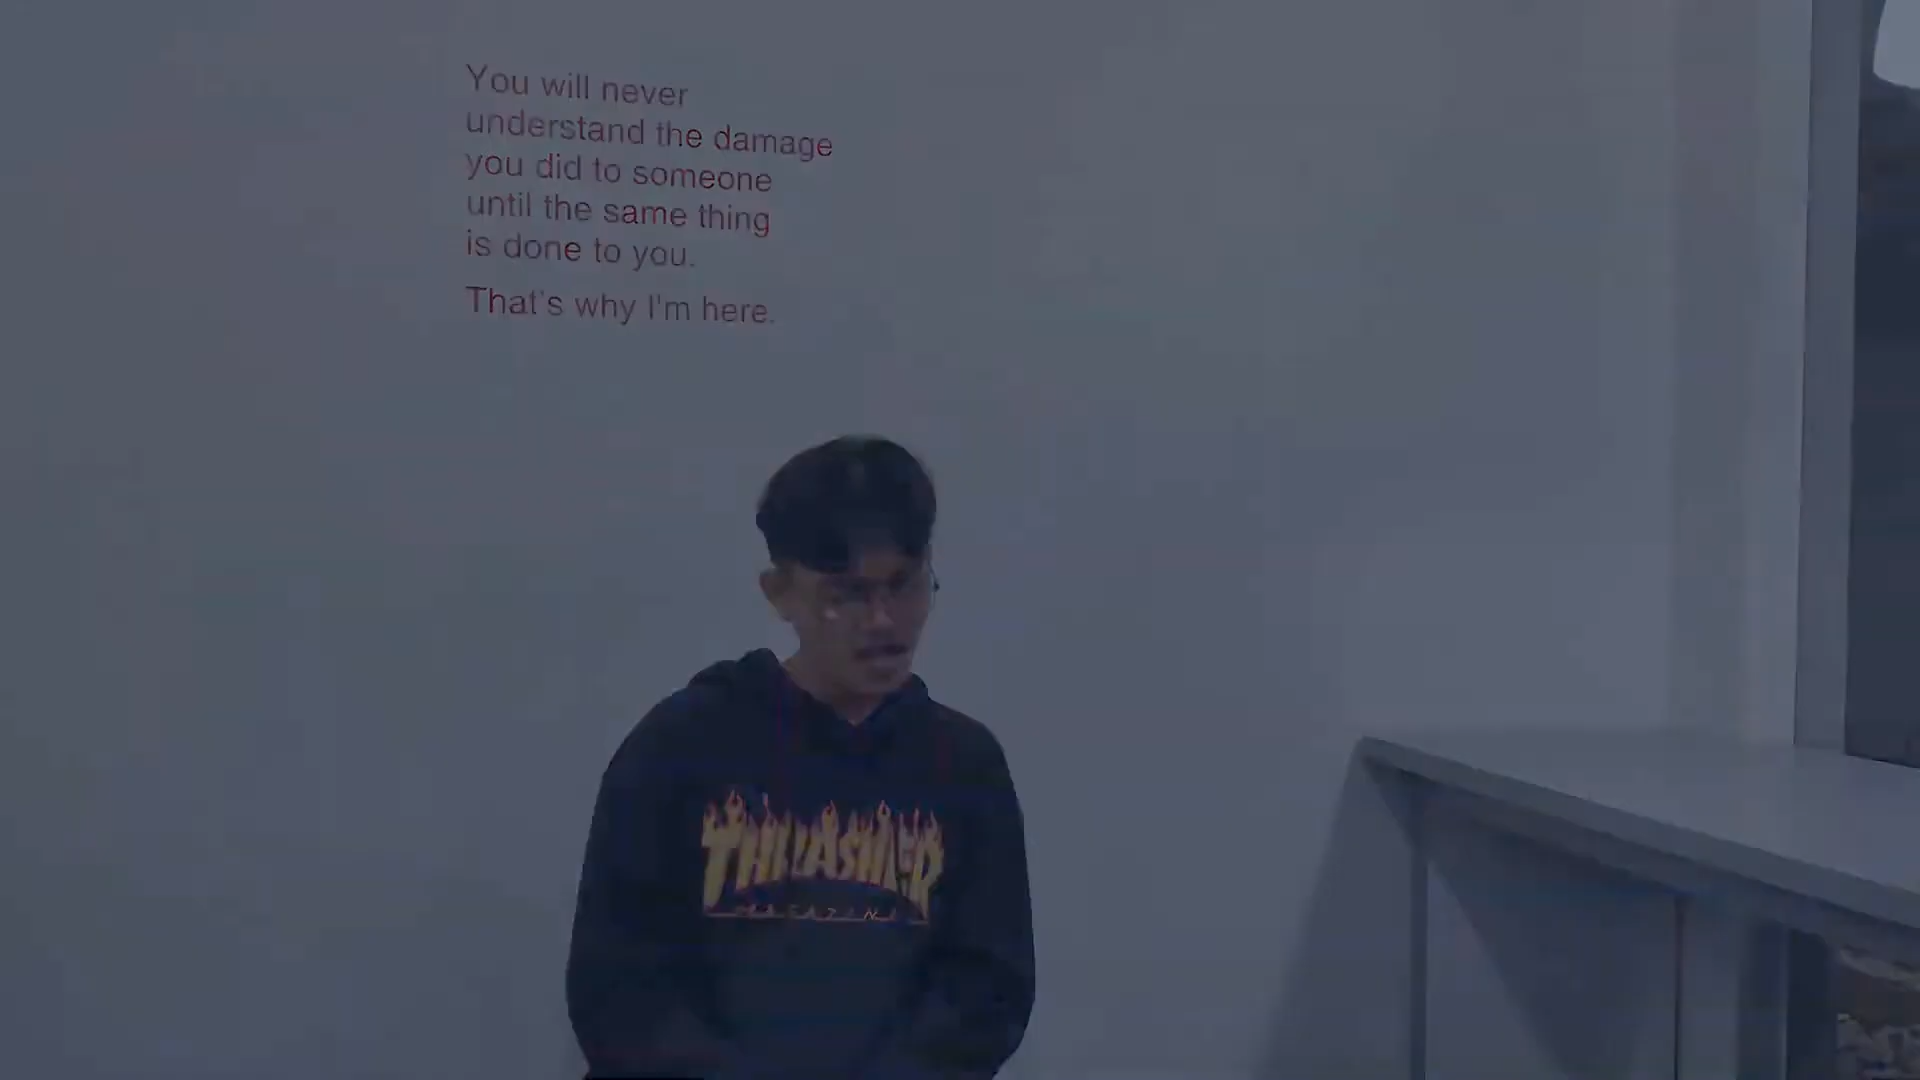 You will never
understand the damage
you did to someone
until the same thing
is done to you.
That's why I'm here.
THRASHER
MAGAZINE